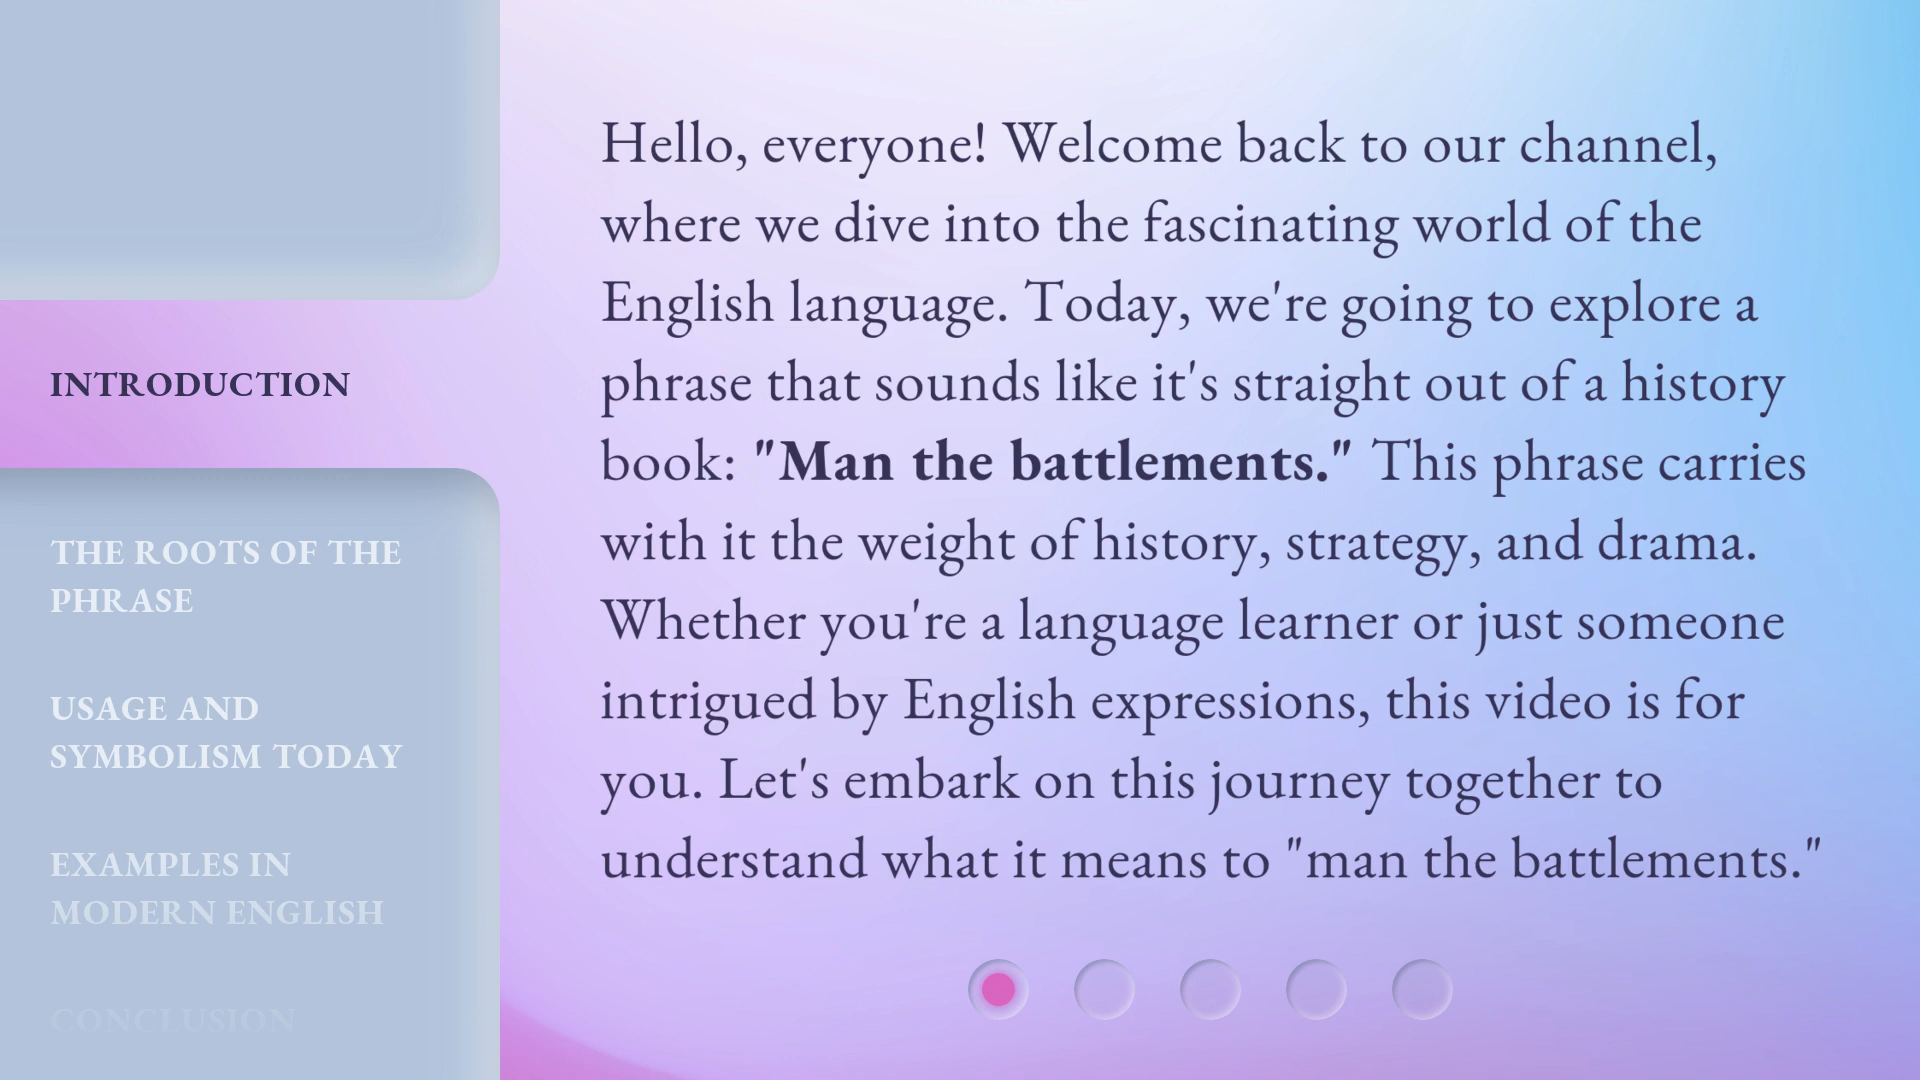 INTRODUCTION
THE ROOTS OF THE
PHRASE
USAGE AND
SYMBOLISM TODAY
EXAMPLES IN
MODERN ENGLISH
CONCLUSION
Hello, everyone! Welcome back to our channel,
where we dive into the fascinating world of the
English language. Today, we're going to explore a
phrase that sounds like it's straight out of a history
book: "Man the battlements." This phrase carries
with it the weight of history, strategy, and drama.
Whether you're a language learner or just someone
intrigued by English expressions, this video is for
you. Let's embark on this journey together to
understand what it means to "man the battlements."